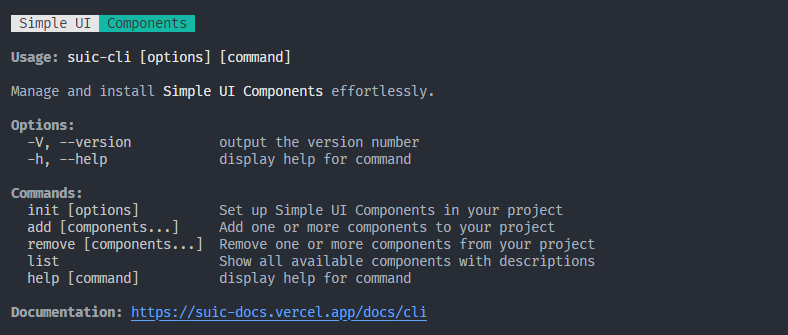 Simple UI Components
Usage: suic-cli [options] [command]
Manage and install Simple UI Components effortlessly.
Options:
-V, --version output the version number
-h, --help display help for command
Commands:
init [options] Set up Simple UI Components in your project
add [components...] Add one or more components to your project
remove [components...] Remove one or more components from your project
list Show all available components with descriptions
help [command] display help for command
Documentation: https://suic-docs.vercel.app/docs/cli